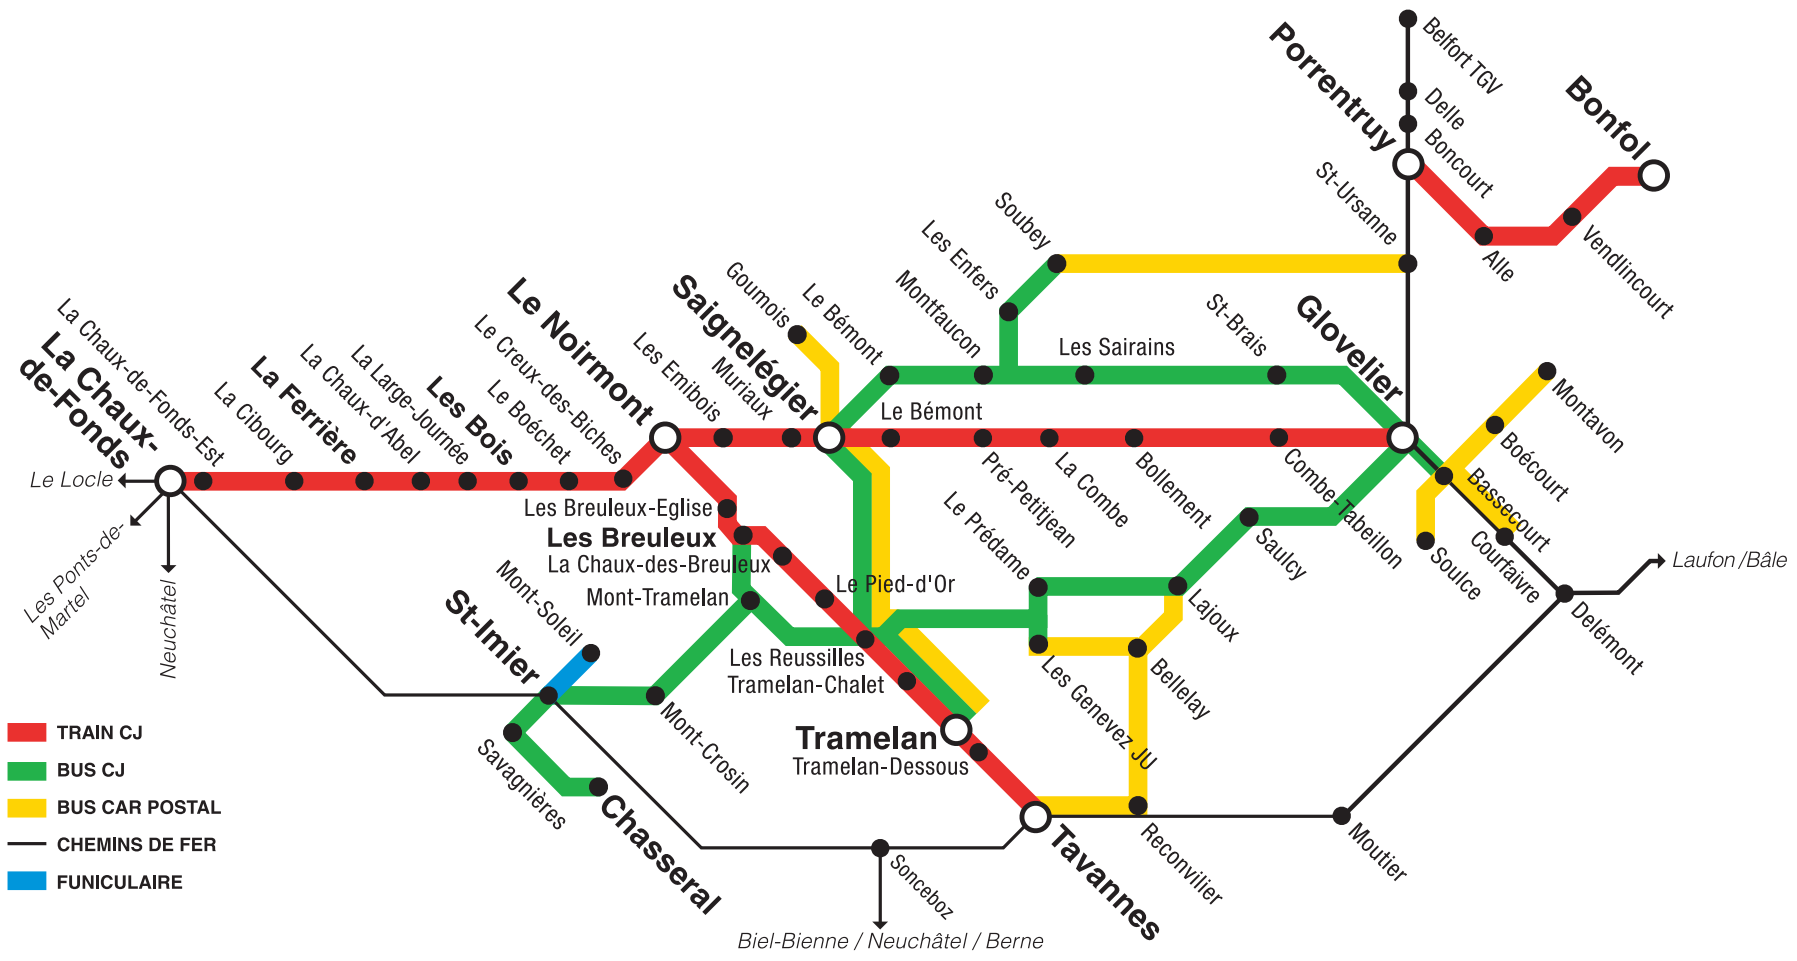 Belfort TGV
Delle
Boncourt
Porrentruy
Bonfol
St-Ursanne
Alle
Vendlincourt
Soubey
Les Enfers
Montfaucon
Goumois
Le Bémont
Les Sairains
St-Brais
Glovelier
Saignelégier
Le Noirmont
Les Emibois
Muriaux
Le Bémont
Pré-Petitjean
La Combe
Bollement
Combe-Tabeillon
La Chaux-de-Fonds-Est
La Chaux-
de-Fonds
La Cibourg
La Ferrière
La Chaux-d'Abel
La Large-Journée
Les Bois
Le Boéchet
Le Creux-des-Biches
Le Locle
Les Ponts-de-
Martel
Neuchâtel
Les Breuleux-Eglise
Les Breuleux
La Chaux-des-Breuleux
Le Pied-d'Or
Mont-Tramelan
Les Reussilles
Tramelan-Chalet
Tramelan
Tramelan-Dessous
Tavannes
St-Imier
Mont-Soleil
Mont-Crosin
Savagnières
Chasseral
Le Prédame
Les Genevez JU
Lajoux
Saulcy
Bellelay
Reconvilier
Montavon
Boécourt
Bassecourt
Soulce
Courfaivre
Delémont
Laufon/Bâle
Moutier
Sonceboz
Biel-Bienne / Neuchâtel / Berne
TRAIN CJ
BUS CJ
BUS CAR POSTAL
CHEMINS DE FER
FUNICULAIRE